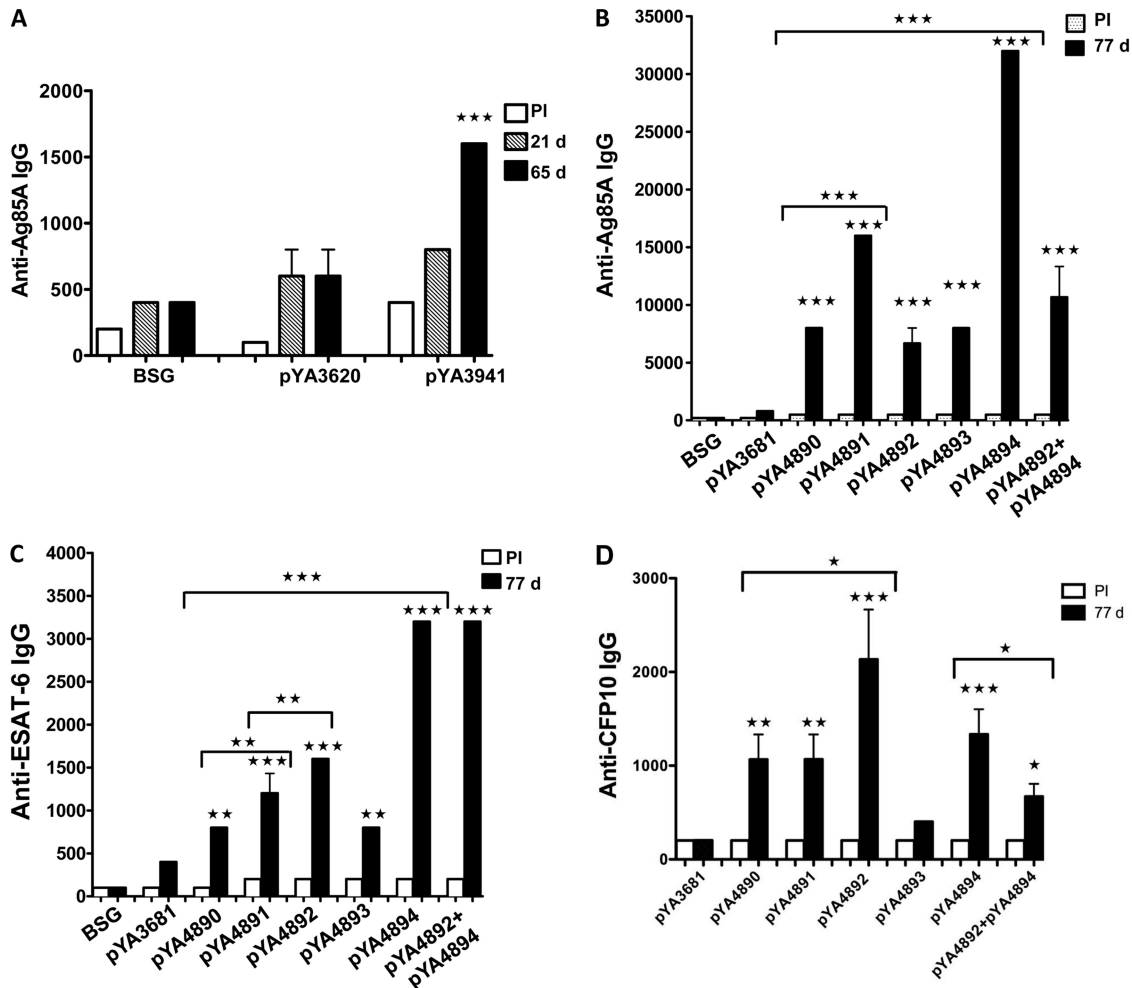 A
Anti-Ag85A IgG
2000
1500
1000
500
0
BSG
pYA3620
pYA3941
★★★
PI
21 d
65 d
B
Anti-Ag85A IgG
35000
30000
25000
20000
15000
10000
5000
0
BSG
pYA3681
pYA4890
pYA4891
pYA4892
pYA4893
pYA4894
pYA4892+
pYA4894
★★★
★★★
★★★
★★★
★★★
★★★
★★★
★★★
PI
77 d
C
Anti-ESAT-6 IgG
4000
3500
3000
2500
2000
1500
1000
500
0
BSG
pYA3681
pYA4890
pYA4891
pYA4892
pYA4893
pYA4894
pYA4892+
pYA4894
★★★
★★★
★★★
★★
★★
★★★
★★★
★★
★★
PI
77 d
D
Anti-CFP10 IgG
3000
2000
1000
0
pYA3681
pYA4890
pYA4891
pYA4892
pYA4893
pYA4894
pYA4892+pYA4894
★
★★★
★
★★★
★★
★★
★
PI
77 d